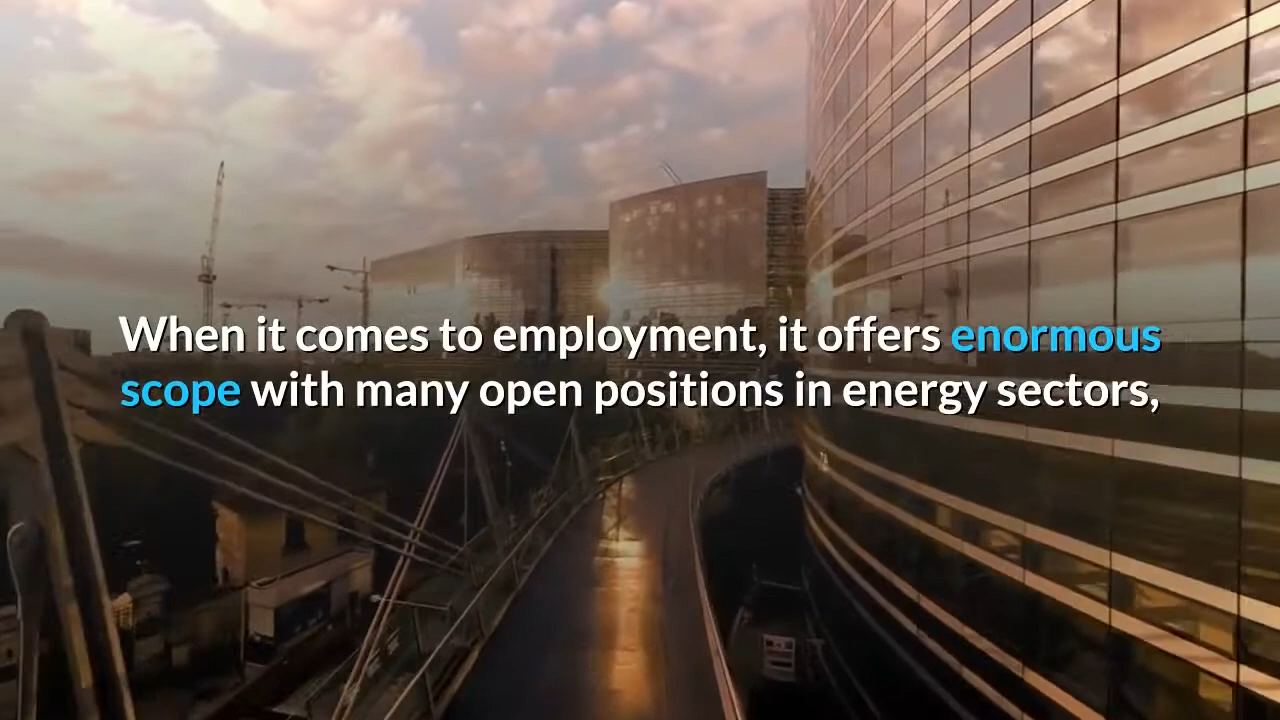 When it comes to employment, it offers enormous
scope with many open positions in energy sectors,